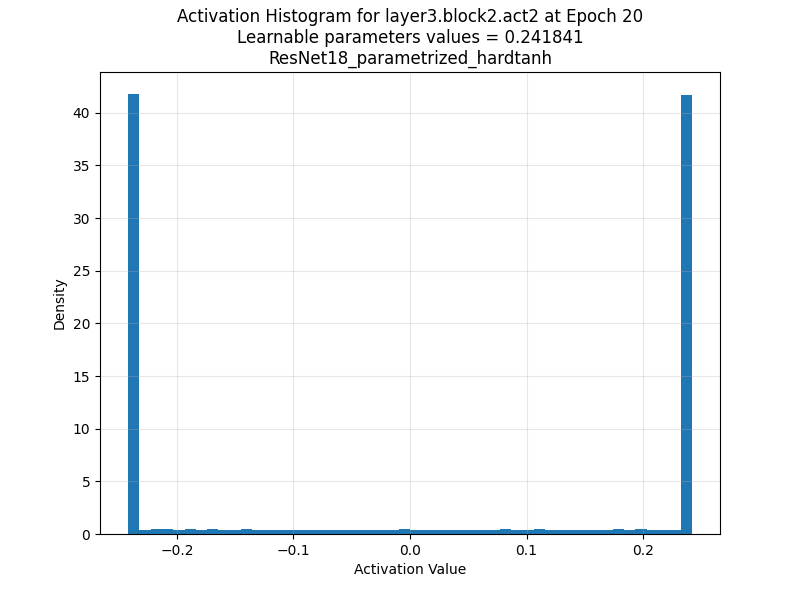 Activation Histogram for layer3.block2.act2 at Epoch 20
Learnable parameters values = 0.241841
ResNet18_parametrized_hardtanh
Density
40
35
30
25
20
15
10
5
0
−0.2
−0.1
0.0
0.1
0.2
Activation Value